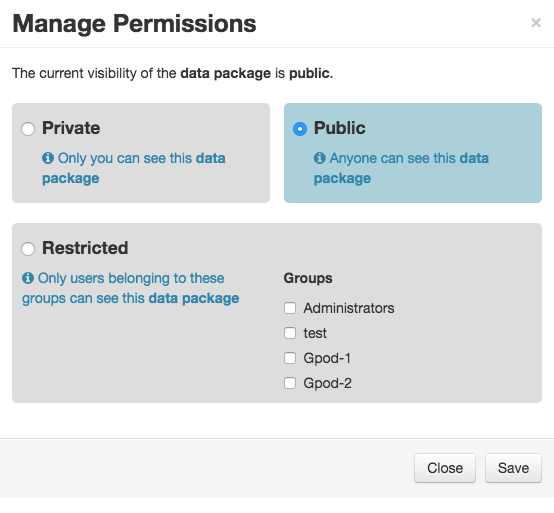 Manage Permissions
×
The current visibility of the data package is public.
Private
Only you can see this data
package
Public
Anyone can see this data
package
Restricted
Only users belonging to these
groups can see this data package
Groups
Administrators
test
Gpod-1
Gpod-2
Close
Save